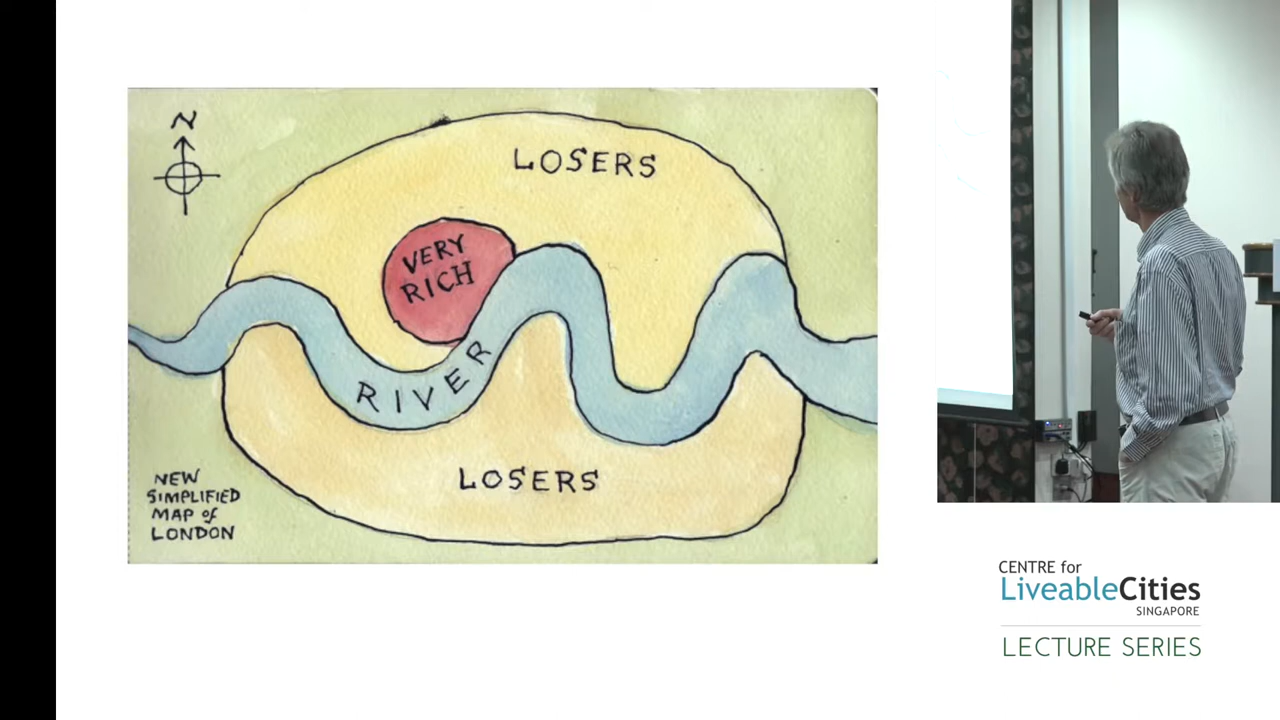 N
LOSERS
VERY
RICH
RIVER
LOSERS
NEW
SIMPLIFIED
MAP of
LONDON
CENTRE for
LiveableCities
SINGAPORE
LECTURE SERIES